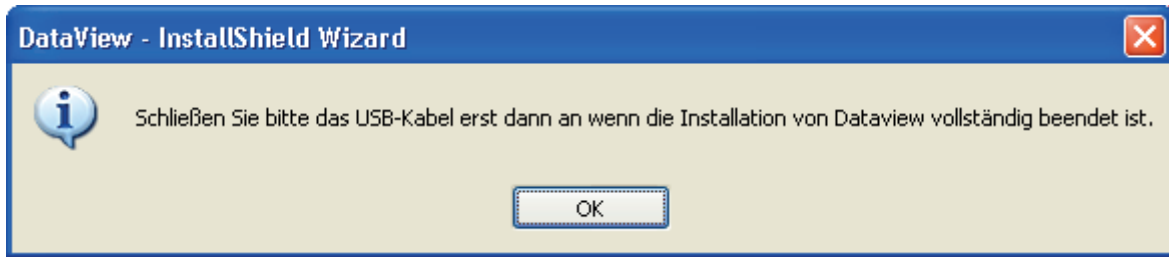 DataView - InstallShield Wizard
Schließen Sie bitte das USB-Kabel erst dann an wenn die Installation von Dataview vollständig beendet ist.
OK